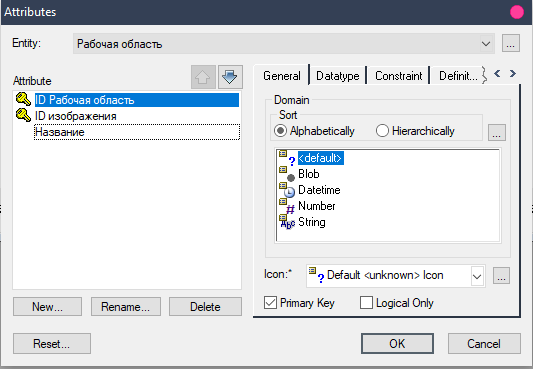 Attributes
Entity:
Рабочая область
...
Attribute
ID Рабочая область
ID изображения
Название
New...
Rename...
Delete
Reset...
General
Datatype
Constraint
Definit...
Domain
Sort
Alphabetically
Hierarchically
...
<default>
Blob
Datetime
Number
String
Icon:*
Default <unknown> Icon
...
Primary Key
Logical Only
OK
Cancel